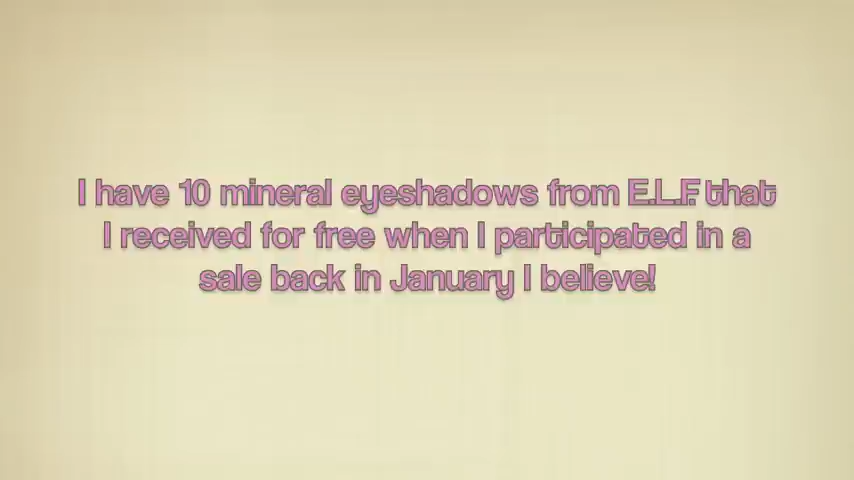 I have 10 mineral eyeshadows from E.L.F. that
I received for free when I participated in a
sale back in January I believe!